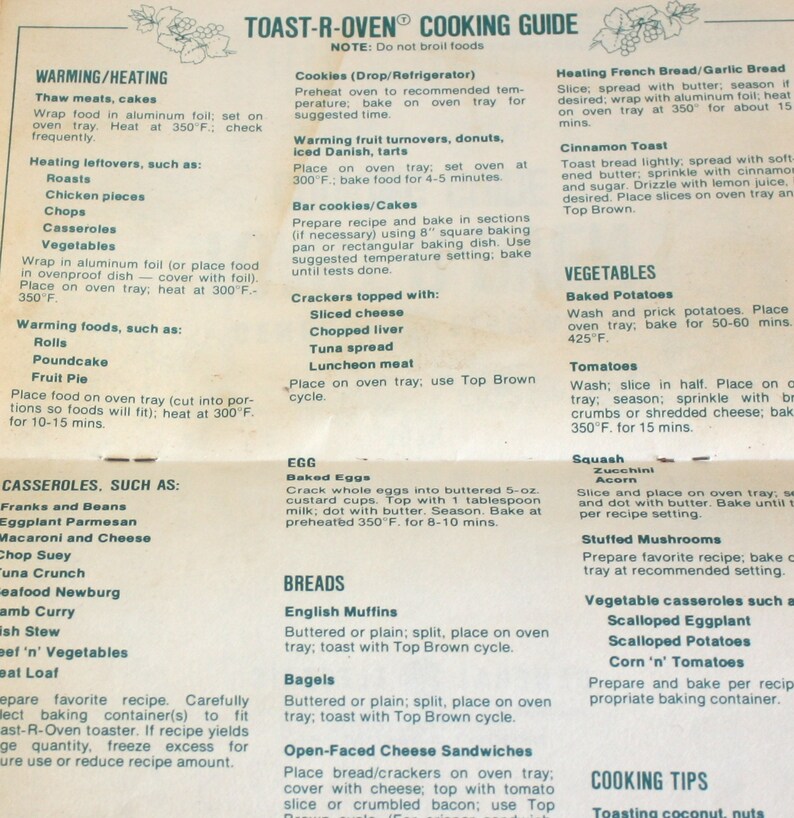 TOAST-R-OVEN Ⓣ COOKING GUIDE
NOTE: Do not broil foods
WARMING/HEATING
Thaw meats, cakes
Wrap food in aluminum foil; set on
oven tray. Heat at 350°F.; check
frequently.
Heating leftovers, such as:
Roasts
Chicken pieces
Chops
Casseroles
Vegetables
Wrap in aluminum foil (or place food
in ovenproof dish — cover with foil).
Place on oven tray; heat at 300°F.-
350°F.
Warming foods, such as:
Rolls
Poundcake
Fruit Pie
Place food on oven tray (cut into por-
tions so foods will fit); heat at 300°F.
for 10-15 mins.
CASSEROLES, SUCH AS:
Franks and Beans
Eggplant Parmesan
Macaroni and Cheese
Chop Suey
una Crunch
eafood Newburg
amb Curry
ish Stew
eef 'n' Vegetables
eat Loaf
epare favorite recipe. Carefully
lect baking container(s) to fit
ast-R-Oven toaster. If recipe yields
ge quantity, freeze excess for
ure use or reduce recipe amount.
Cookies (Drop/Refrigerator)
Preheat oven to recommended tem-
perature; bake on oven tray for
suggested time.
Warming fruit turnovers, donuts,
iced Danish, tarts
Place on oven tray; set oven at
300°F.; bake food for 4-5 minutes.
Bar cookies/Cakes
Prepare recipe and bake in sections
(if necessary) using 8" square baking
pan or rectangular baking dish. Use
suggested temperature setting; bake
until tests done.
Crackers topped with:
Sliced cheese
Chopped liver
Tuna spread
Luncheon meat
Place on oven tray; use Top Brown
cycle.
EGG
Baked Eggs
Crack whole eggs into buttered 5-oz.
custard cups. Top with 1 tablespoon
milk; dot with butter. Season. Bake at
preheated 350°F. for 8-10 mins.
BREADS
English Muffins
Buttered or plain; split, place on oven
tray; toast with Top Brown cycle.
Bagels
Buttered or plain; split, place on oven
tray; toast with Top Brown cycle.
Open-Faced Cheese Sandwiches
Place bread/crackers on oven tray;
cover with cheese; top with tomato
slice or crumbled bacon; use Top
Heating French Bread/Garlic Bread
Slice; spread with butter; season if
desired; wrap with aluminum foil; heat
on oven tray at 350° for about 15
mins.
Cinnamon Toast
Toast bread lightly; spread with soft-
ened butter; sprinkle with cinnamon
and sugar. Drizzle with lemon juice,
desired. Place slices on oven tray an
Top Brown.
VEGETABLES
Baked Potatoes
Wash and prick potatoes. Place
oven tray; bake for 50-60 mins.
425°F.
Tomatoes
Wash; slice in half. Place on o
tray; season; sprinkle with br
crumbs or shredded cheese; bak
350°F. for 15 mins.
Squash
Zucchini
Acorn
Slice and place on oven tray; se
and dot with butter. Bake until t
per recipe setting.
Stuffed Mushrooms
Prepare favorite recipe; bake o
tray at recommended setting.
Vegetable casseroles such a
Scalloped Eggplant
Scalloped Potatoes
Corn 'n' Tomatoes
Prepare and bake per recip
propriate baking container.
COOKING TIPS
Toasting coconut, nuts